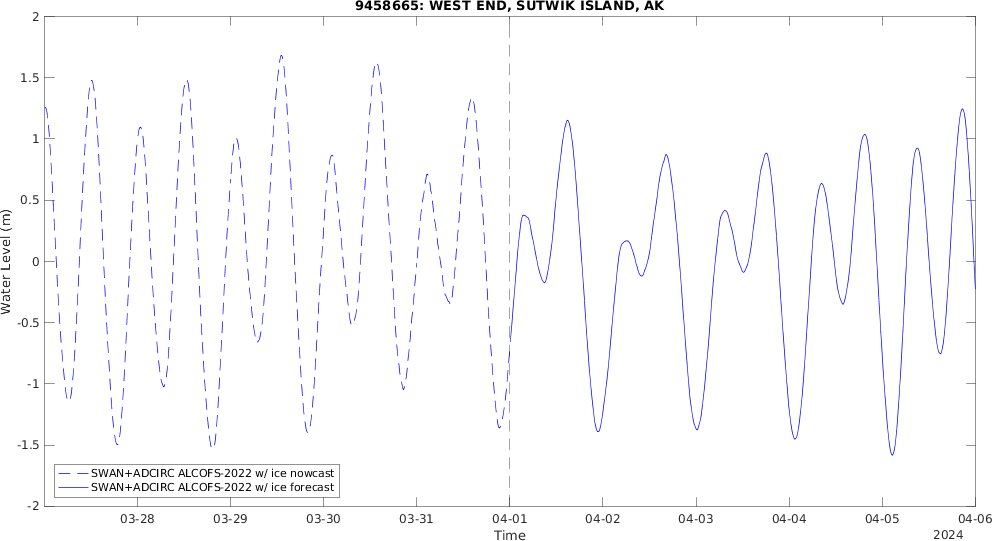 9458665: WEST END, SUTWIK ISLAND, AK
2
1.5
1
0.5
0
-0.5
-1
-1.5
-2
Water Level (m)
SWAN+ADCIRC ALCOFS-2022 w/ ice nowcast
SWAN+ADCIRC ALCOFS-2022 w/ ice forecast
03-28 03-29 03-30 03-31 04-01 04-02 04-03 04-04 04-05 04-06
Time
2024